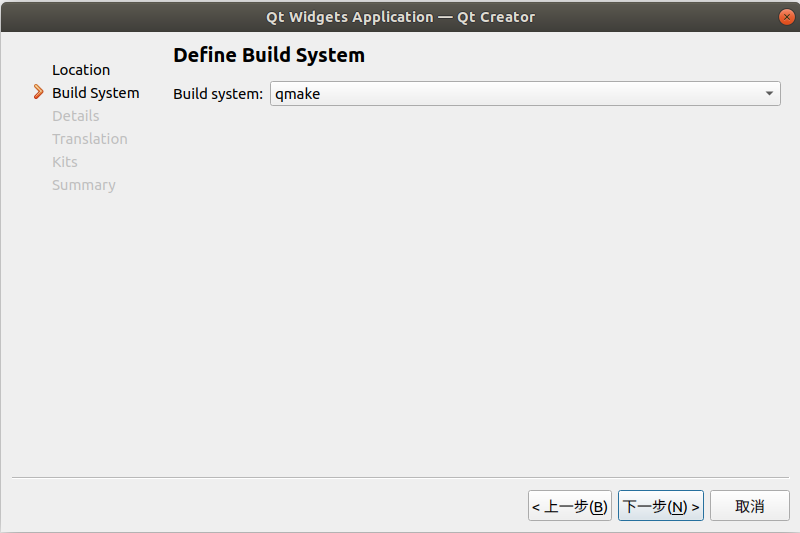 Qt Widgets Application — Qt Creator
Location
Build System
Details
Translation
Kits
Summary
Define Build System
Build system: qmake
< 上一步(B) 下一步(N) > 取消